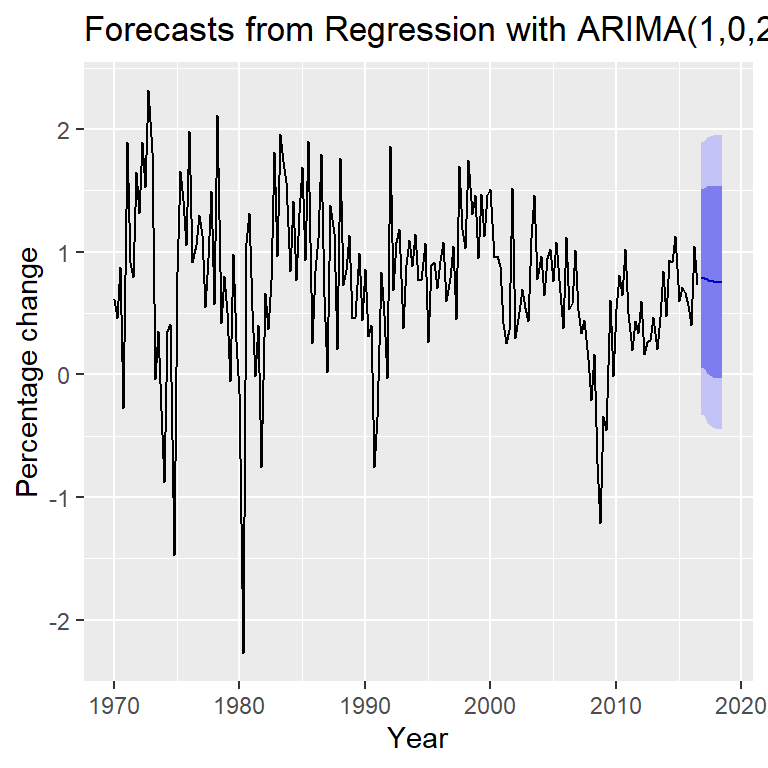 Forecasts from Regression with ARIMA(1,0,2
2
1
0
-1
-2
Percentage change
1970 1980 1990 2000 2010 2020
Year